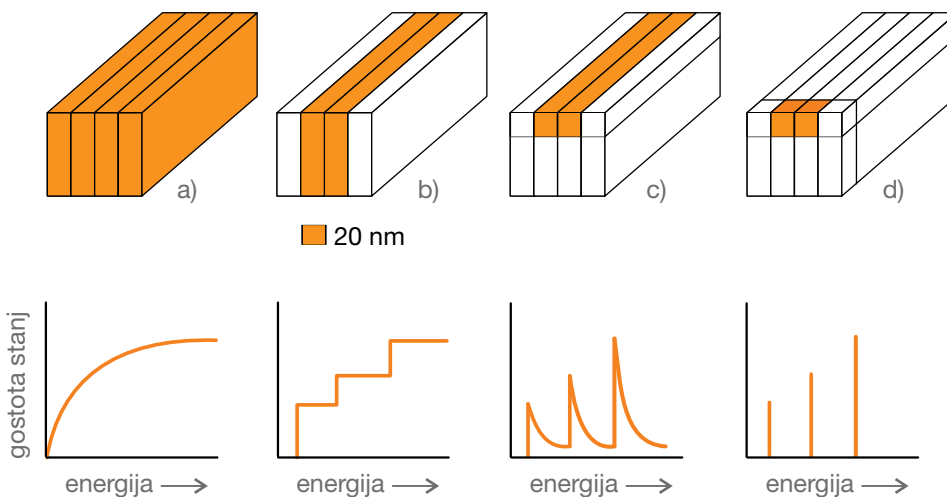 a)
b)
c)
d)
20 nm
gostota stanj
energija
energija
energija
energija